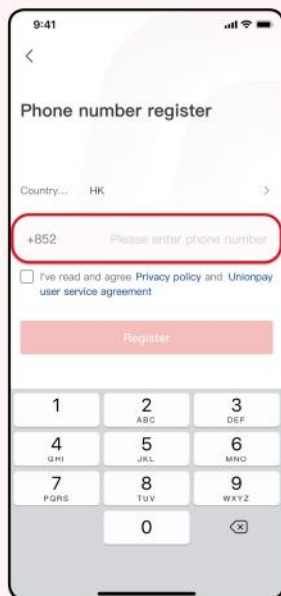 9:41
Phone number register
Country... HK
+852 Please enter phone number
I've read and agree Privacy policy and Unionpay
user service agreement
Register
1 2 3
ABC DEF
4 5 6
GHI JKL MNO
7 8 9
PQRS TUV WXYZ
0